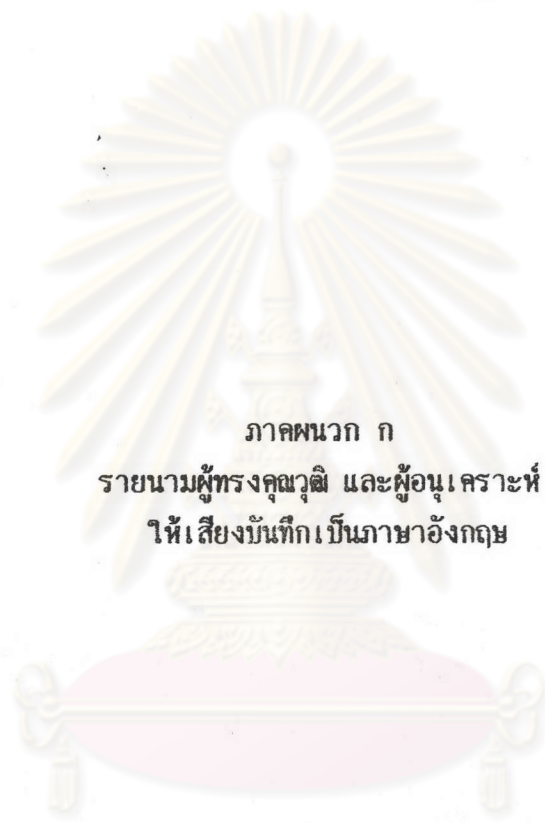 ภาคผนวก ก
รายนามผู้ทรงคุณวุฒิ และผู้อนุเคราะห์
ให้เสียงบันทึกเป็นภาษาอังกฤษ